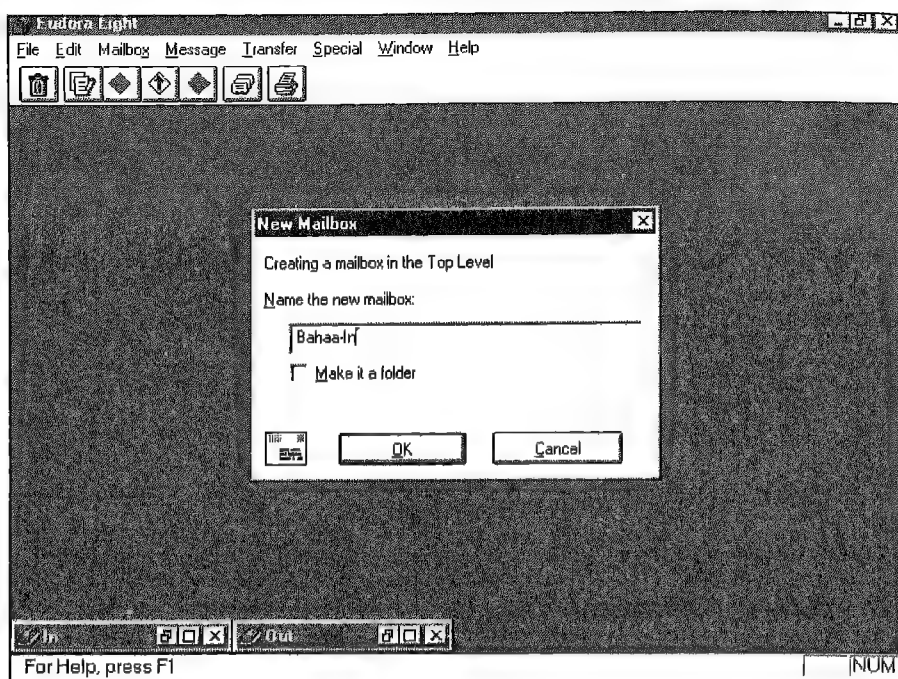 Eudora Light
File Edit Mailbox Message Transfer Special Window Help
New Mailbox
Creating a mailbox in the Top Level
Name the new mailbox:
Bahaa-In
Make it a folder
OK Cancel
In Out
For Help, press F1 NUM